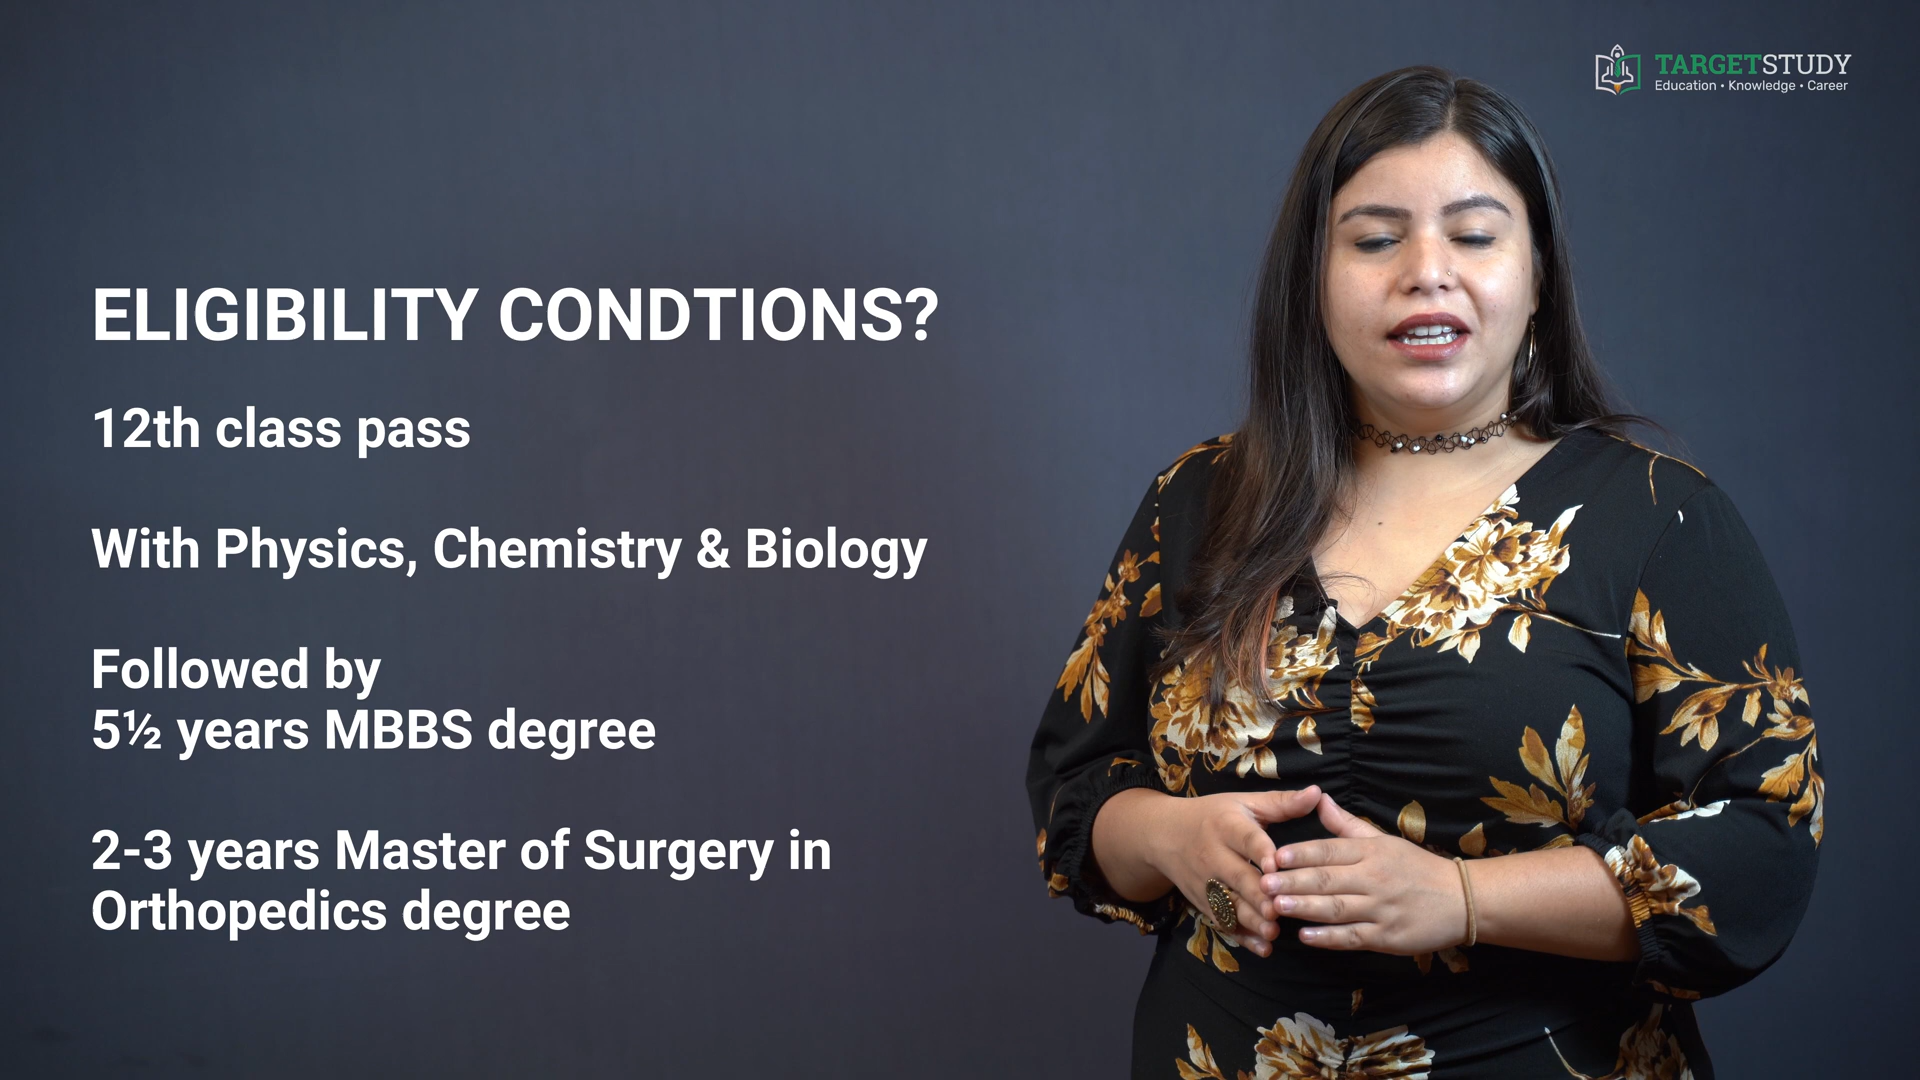 TARGETSTUDY
Education • Knowledge • Career
ELIGIBILITY CONDTIONS?
12th class pass
With Physics, Chemistry & Biology
Followed by
5½ years MBBS degree
2-3 years Master of Surgery in
Orthopedics degree